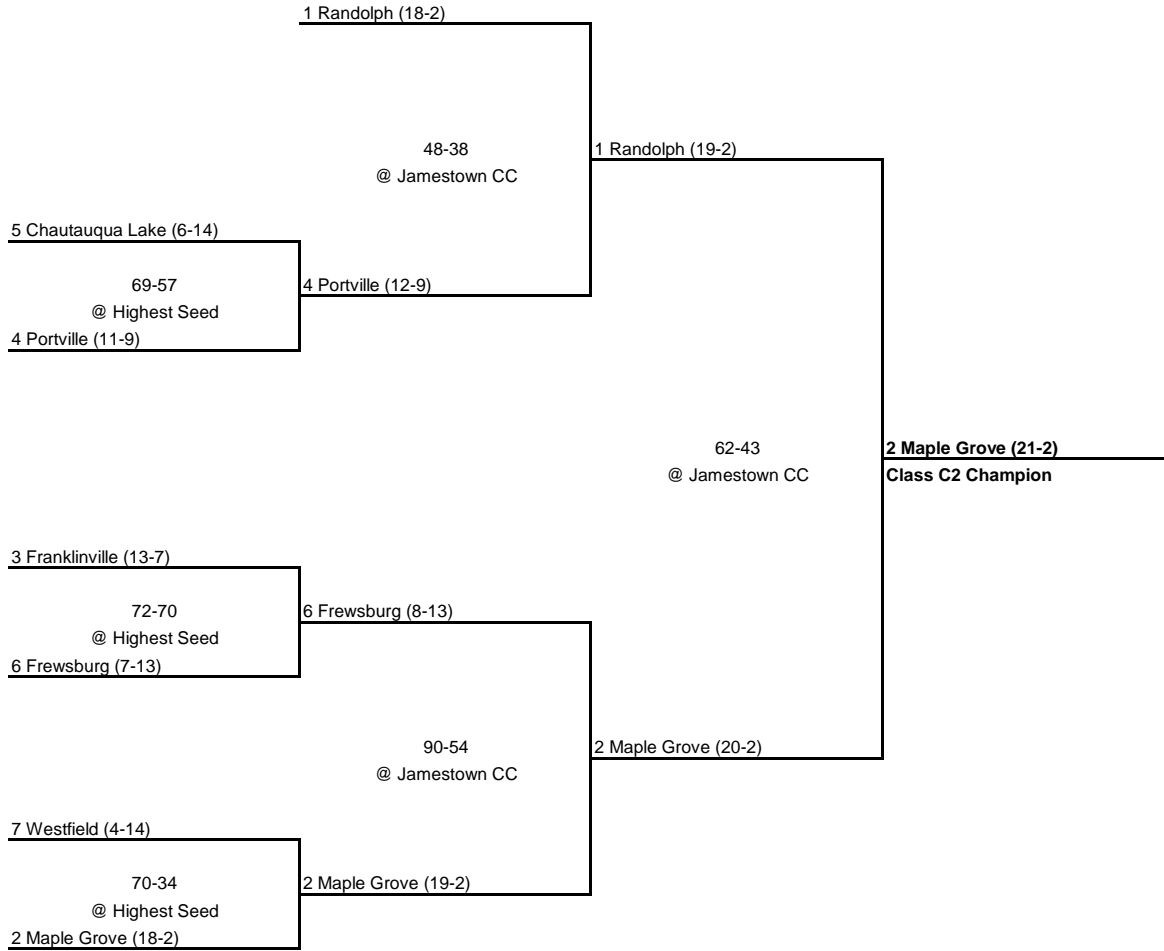 1 Randolph (18-2)
48-38
@ Jamestown CC
1 Randolph (19-2)
5 Chautauqua Lake (6-14)
69-57
@ Highest Seed
4 Portville (12-9)
4 Portville (11-9)
62-43
@ Jamestown CC
2 Maple Grove (21-2)
Class C2 Champion
3 Franklinville (13-7)
72-70
@ Highest Seed
6 Frewsburg (8-13)
6 Frewsburg (7-13)
90-54
@ Jamestown CC
2 Maple Grove (20-2)
7 Westfield (4-14)
70-34
@ Highest Seed
2 Maple Grove (19-2)
2 Maple Grove (18-2)